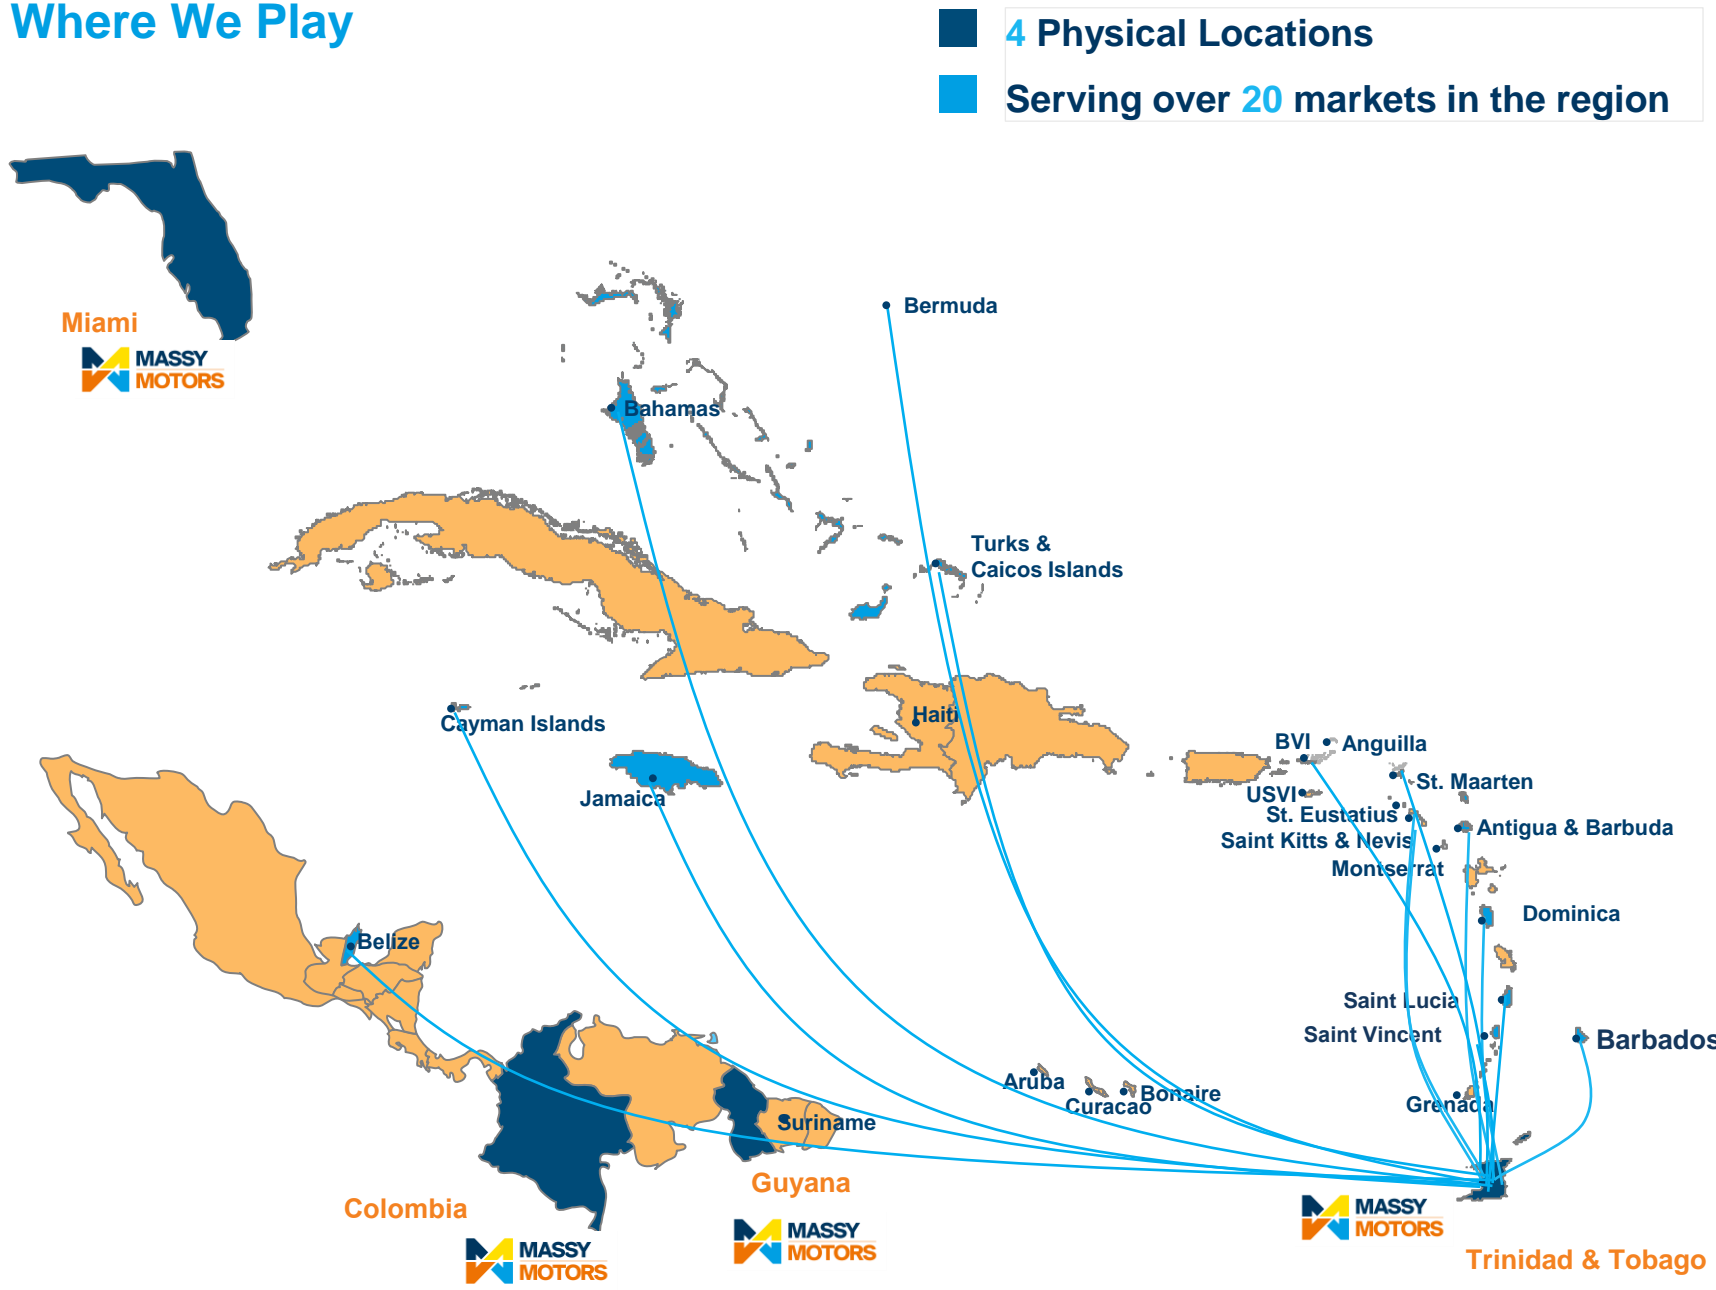 Where We Play
4 Physical Locations
Serving over 20 markets in the region
Miami
MASSY
MOTORS
Bermuda
Bahamas
Turks &
Caicos Islands
Haiti
Cayman Islands
Jamaica
BVI
Anguilla
USVI
St. Maarten
St. Eustatius
Saint Kitts & Nevis
Antigua & Barbuda
Montserrat
Dominica
Belize
Saint Lucia
Saint Vincent
Barbados
Aruba
Curacao
Bonaire
Grenada
Suriname
Guyana
MASSY
MOTORS
Colombia
MASSY
MOTORS
MASSY
MOTORS
Trinidad & Tobago